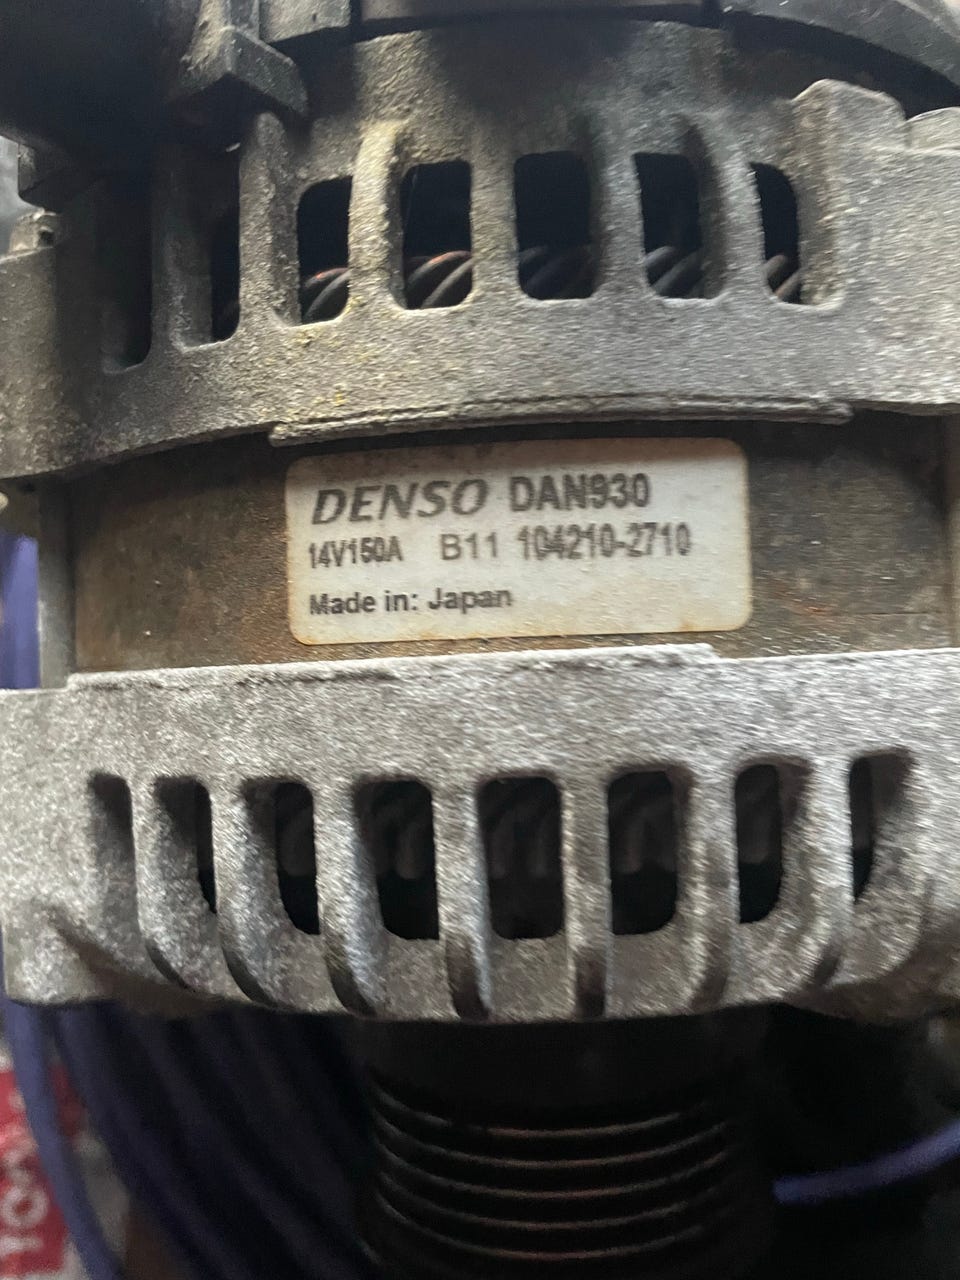 DENSO DAN930
14V150A B11 104210-2710
Made in: Japan